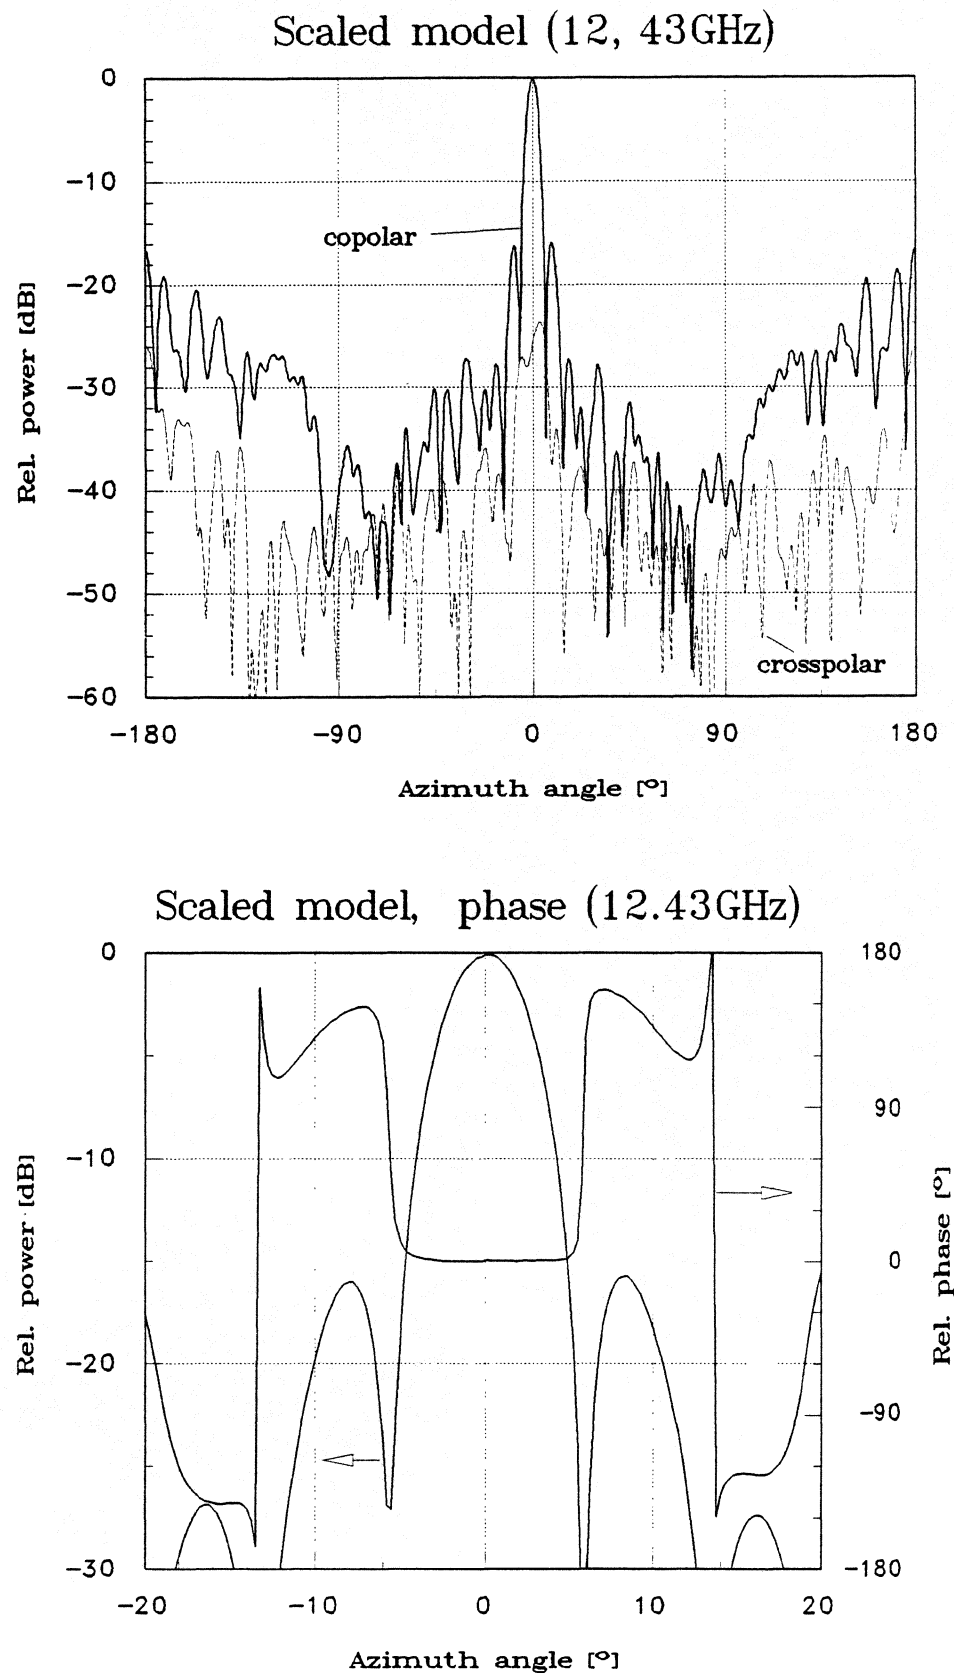 Scaled model (12, 43GHz)
0
-10
-20
-30
-40
-50
-60
Rel. power [dB]
copolar
crosspolar
-180 -90 0 90 180
Azimuth angle [°]
Scaled model, phase (12.43GHz)
0
-10
-20
-30
Rel. power [dB]
180
90
0
-90
-180
Rel. phase [°]
-20 -10 0 10 20
Azimuth angle [°]